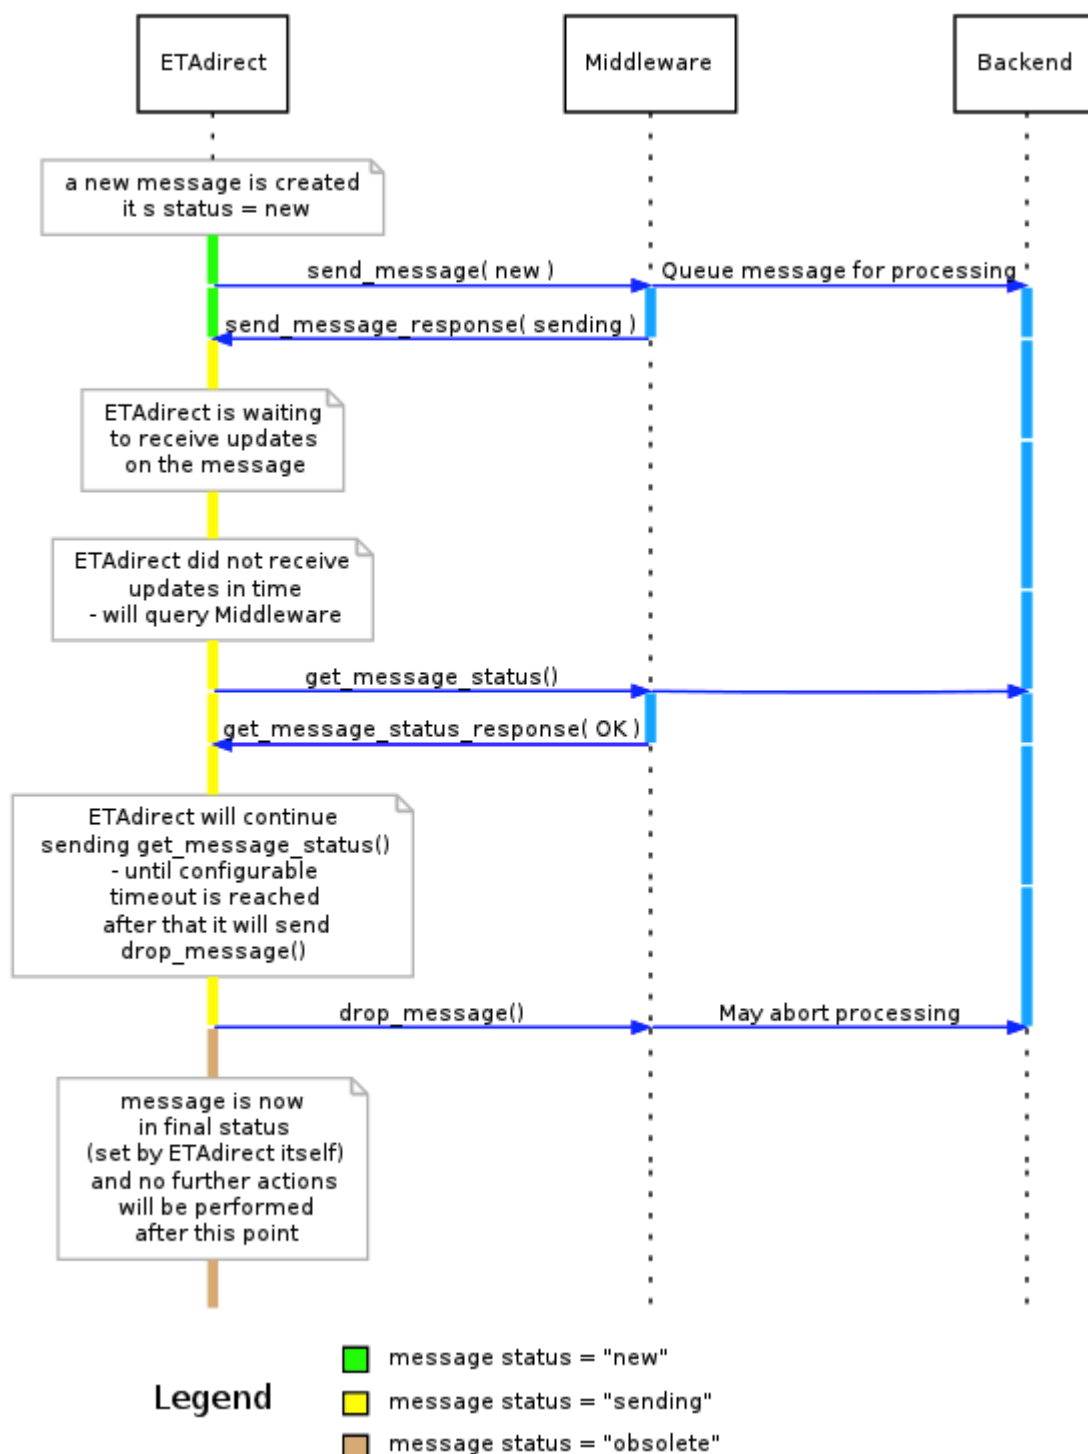 ETAdirect
Middleware
Backend
a new message is created
it s status = new
send_message( new )
Queue message for processing
send_message_response( sending )
ETAdirect is waiting
to receive updates
on the message
ETAdirect did not receive
updates in time
- will query Middleware
get_message_status()
get_message_status_response( OK )
ETAdirect will continue
sending get_message_status()
- until configurable
timeout is reached
after that it will send
drop_message()
drop_message()
May abort processing
message is now
in final status
(set by ETAdirect itself)
and no further actions
will be performed
after this point
Legend
message status = "new"
message status = "sending"
message status = "obsolete"